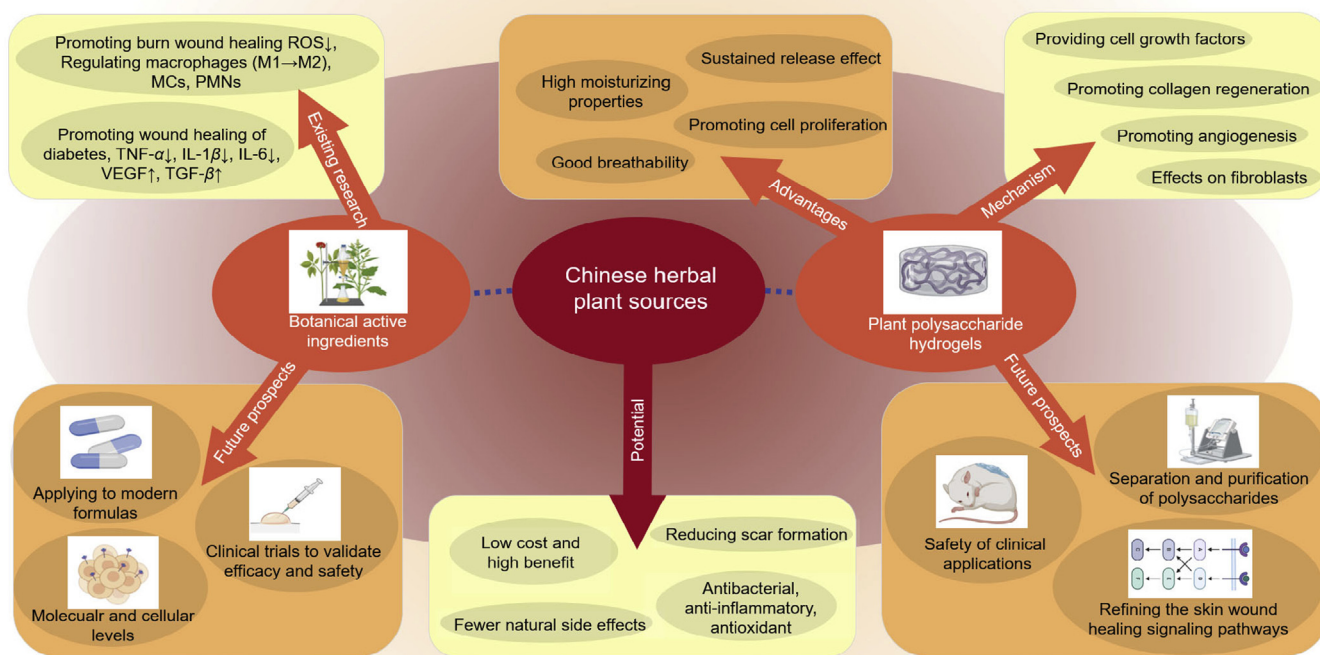 Promoting burn wound healing ROS↓,
Regulating macrophages (M1→M2),
MCs, PMNs
Promoting wound healing of
diabetes, TNF-α↓, IL-1β↓, IL-6↓,
VEGF↑, TGF-β↑
Existing research
Sustained release effect
High moisturizing
properties
Promoting cell proliferation
Good breathability
Advantages
Providing cell growth factors
Promoting collagen regeneration
Promoting angiogenesis
Effects on fibroblasts
Mechanism
Botanical active
ingredients
Chinese herbal
plant sources
Plant polysaccharide
hydrogels
Future prospects
Applying to modern
formulas
Clinical trials to validate
efficacy and safety
Molecualr and cellular
levels
Potential
Low cost and
high benefit
Reducing scar formation
Fewer natural side effects
Antibacterial,
anti-inflammatory,
antioxidant
Future prospects
Separation and purification
of polysaccharides
Safety of clinical
applications
Refining the skin wound
healing signaling pathways